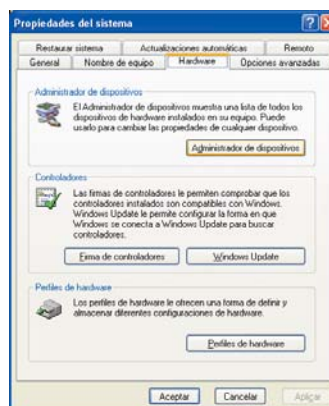 Propiedades del sistema
Restaurar sistema Actualizaciones automáticas Remoto
General Nombre de equipo Hardware Opciones avanzadas
Administrador de dispositivos
El Administrador de dispositivos muestra una lista de todos los
dispositivos de hardware instalados en su equipo. Puede
usarlo para cambiar las propiedades de cualquier dispositivo.
Administrador de dispositivos
Controladores
Las firmas de controladores le permiten comprobar que los
controladores instalados son compatibles con Windows.
Windows Update le permite configurar la forma en que
Windows se conecta a Windows Update para buscar
controladores.
Firma de controladores Windows Update
Perfiles de hardware
Los perfiles de hardware le ofrecen una forma de definir y
almacenar diferentes configuraciones de hardware.
Perfiles de hardware
Aceptar Cancelar Aplicar